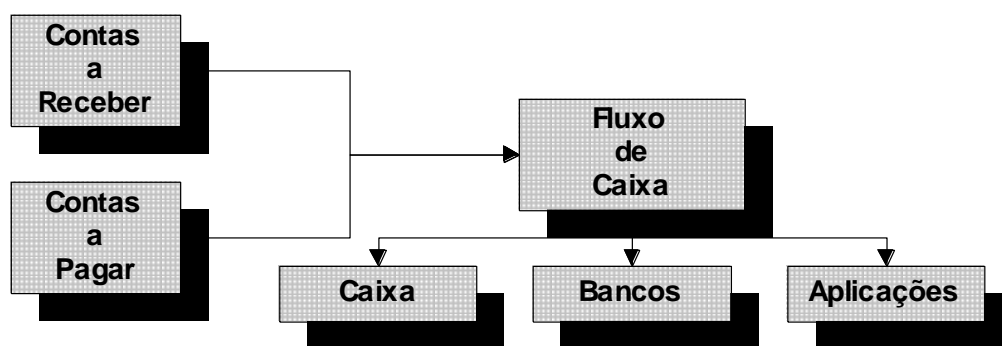 Contas
a
Receber
Fluxo
de
Caixa
Contas
a
Pagar
Caixa
Bancos
Aplicações